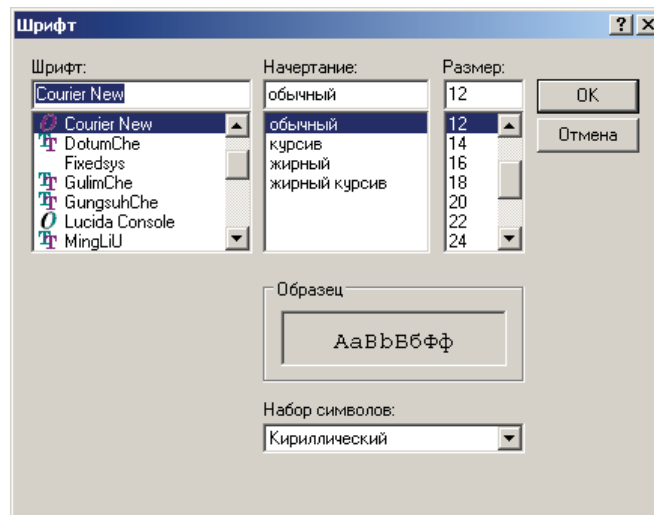 Шрифт
Шрифт:
Courier New
Courier New
DotumChe
Fixedsys
GulimChe
GungsuhChe
Lucida Console
MingLiU
Начертание:
обычный
обычный
курсив
жирный
жирный курсив
Размер:
12
12
14
16
18
20
22
24
OK
Отмена
Образец
АаВbБбФф
Набор символов:
Кириллический